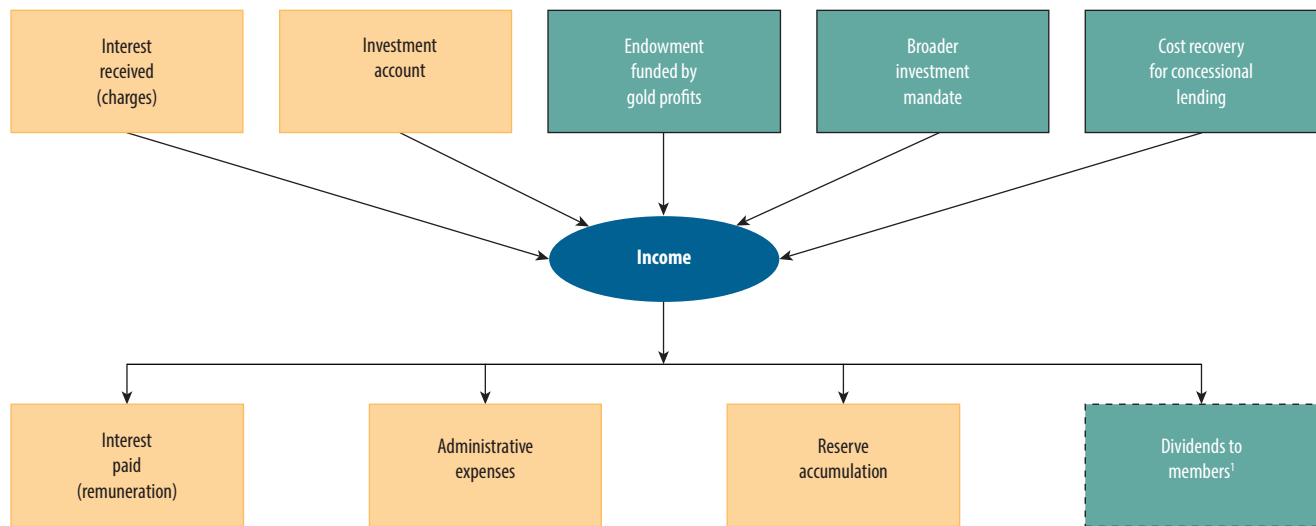 Interest
received
(charges)
Investment
account
Endowment
funded by
gold profits
Broader
investment
mandate
Cost recovery
for concessional
lending
Income
Interest
paid
(remuneration)
Administrative
expenses
Reserve
accumulation
Dividends to
members¹